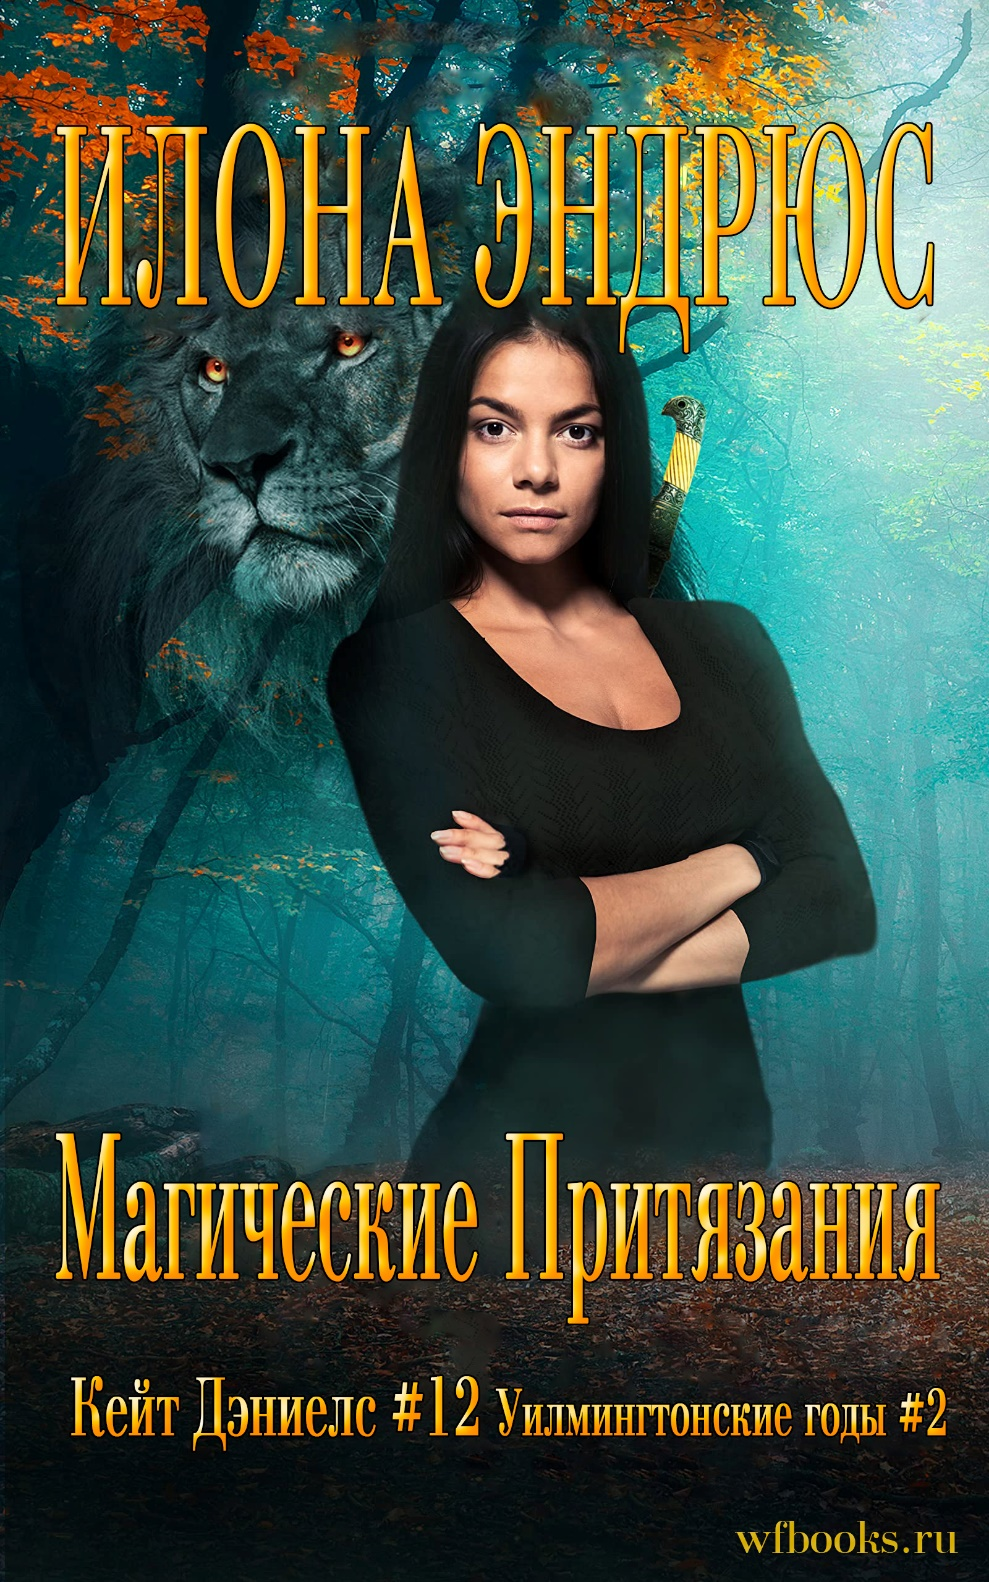 ИЛОНА ЭНДРЮС
Магические Притязания
Кейт Дэниелс #12 Уилмингтонские годы #2
wfbooks.ru